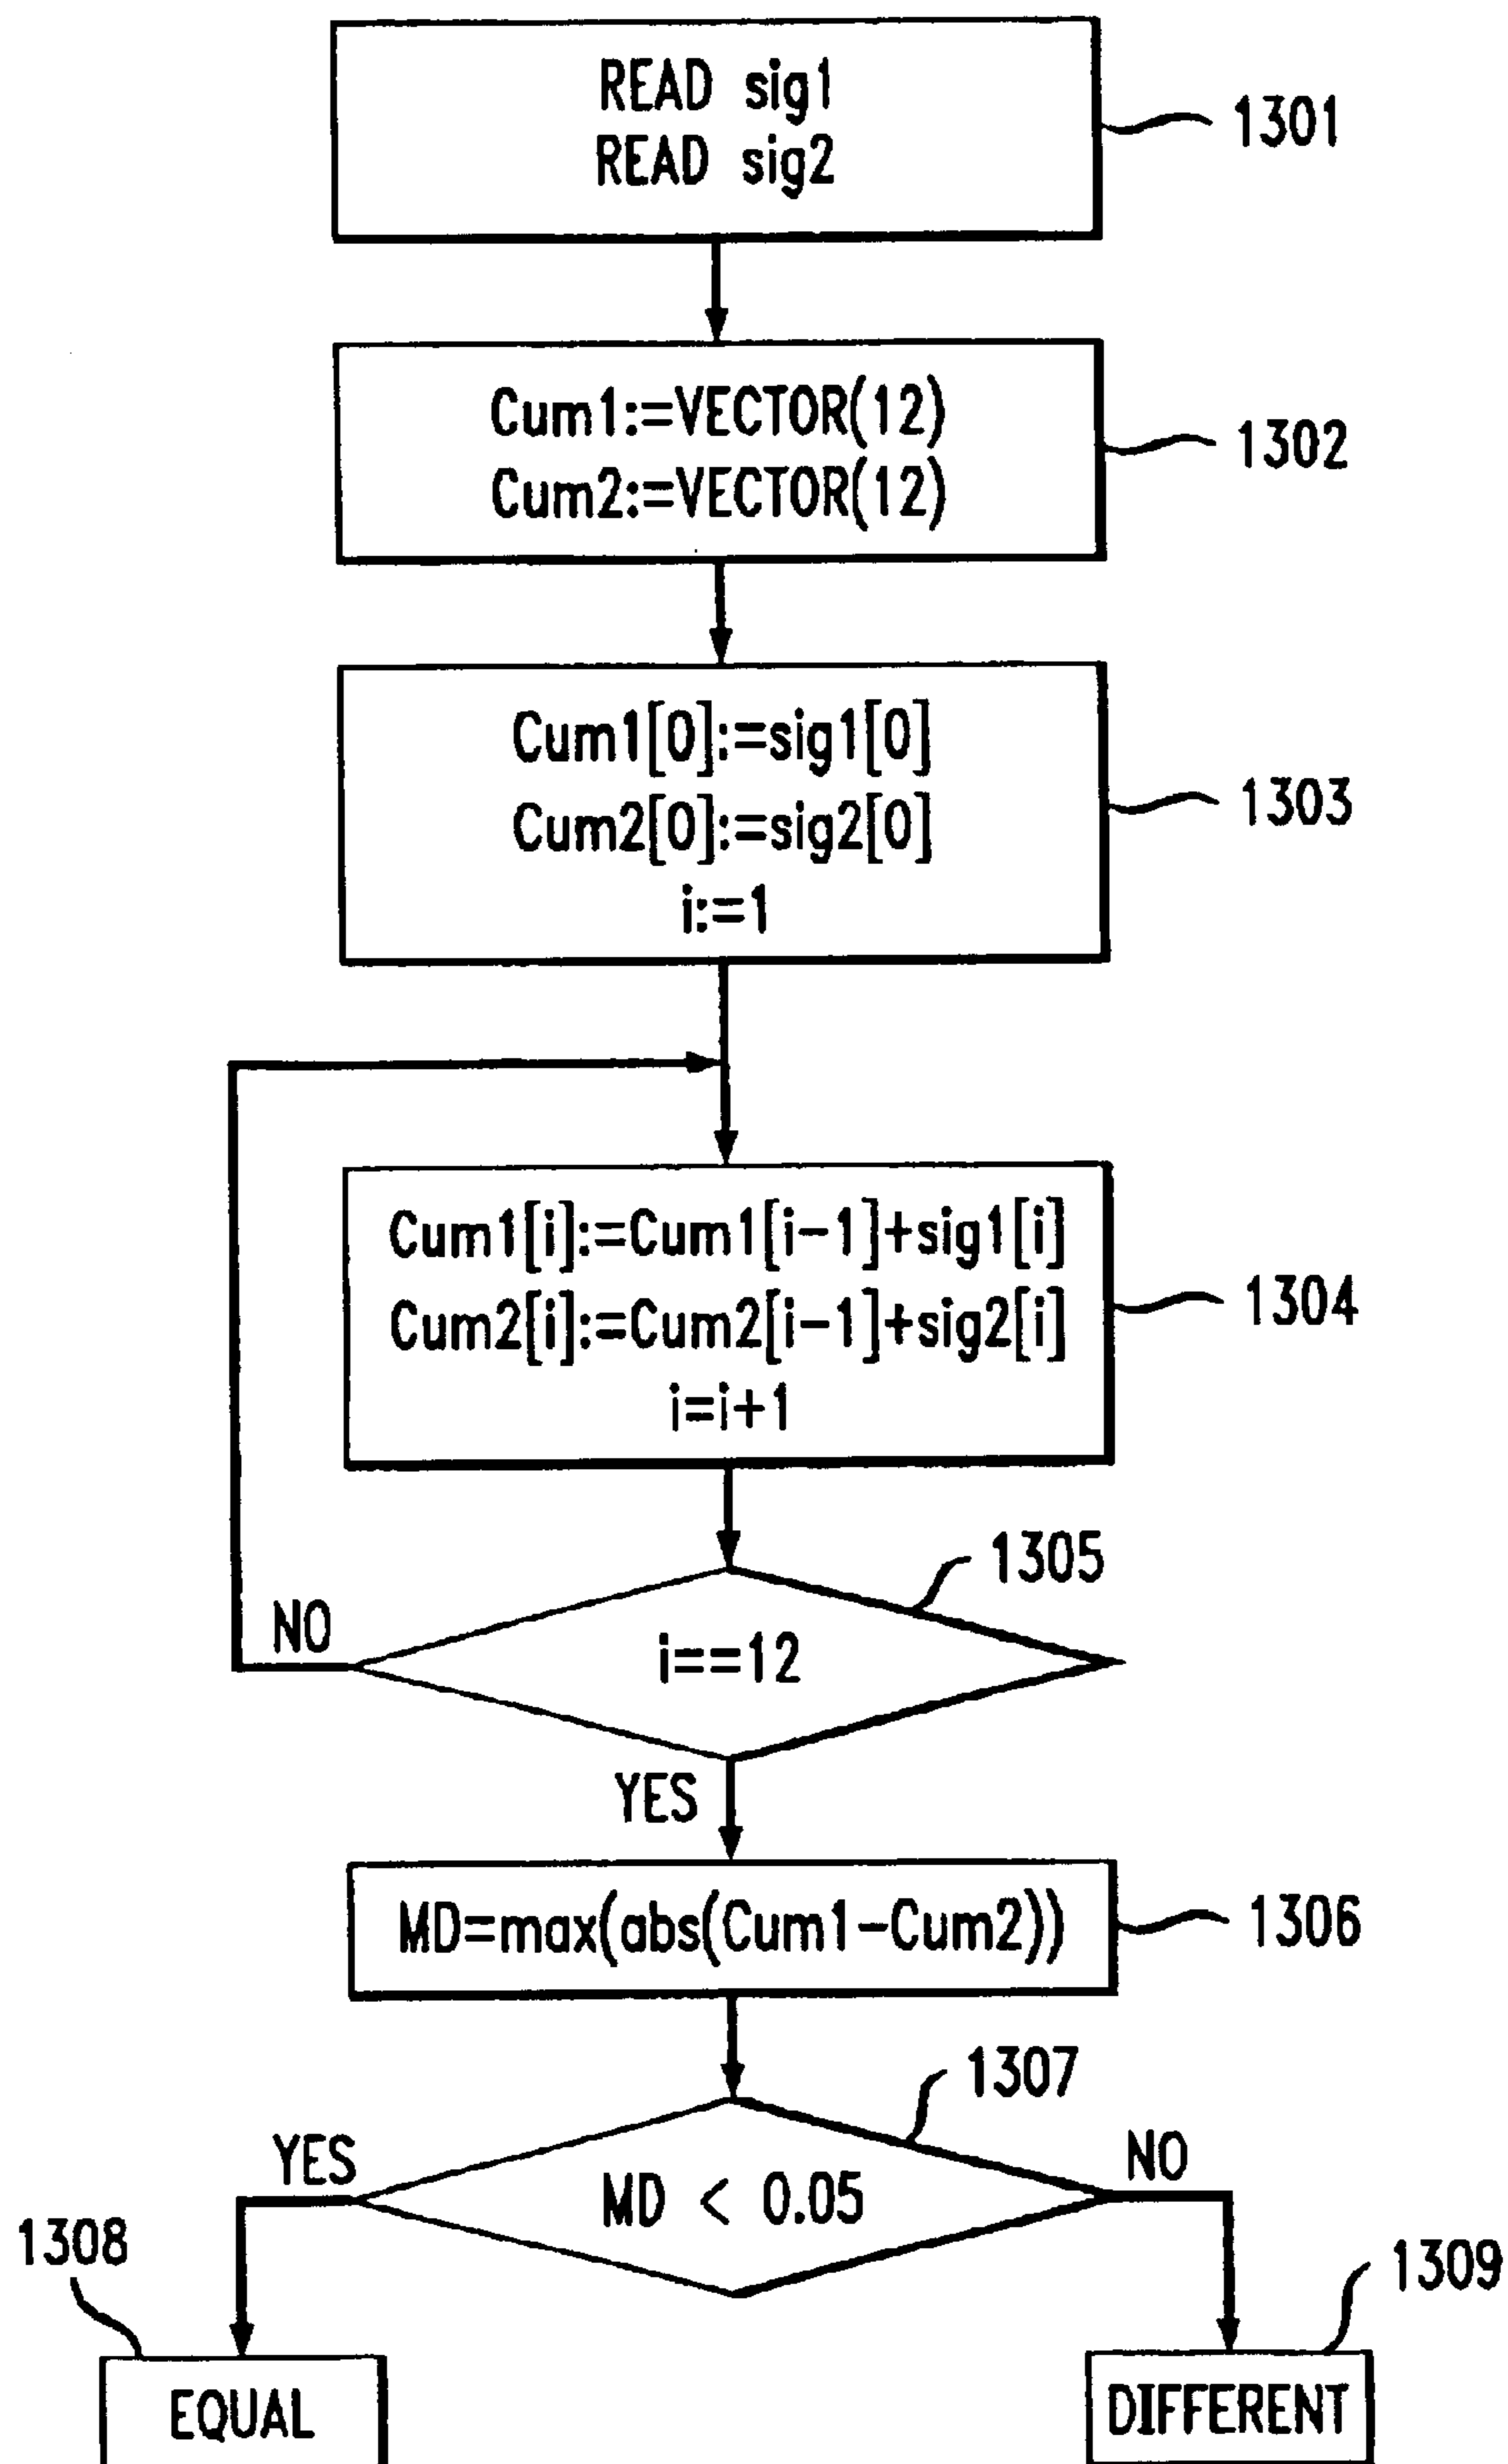 READ sig1
READ sig2
1301
Cum1:=VECTOR(12)
Cum2:=VECTOR(12)
1302
Cum1[0]:=sig1[0]
Cum2[0]:=sig2[0]
i:=1
1303
Cum1[i]:=Cum1[i-1]+sig1[i]
Cum2[i]:=Cum2[i-1]+sig2[i]
i=i+1
1304
1305
NO
i==12
YES
MD=max(abs(Cum1-Cum2))
1306
1307
YES
MD < 0.05
NO
1308
1309
EQUAL
DIFFERENT